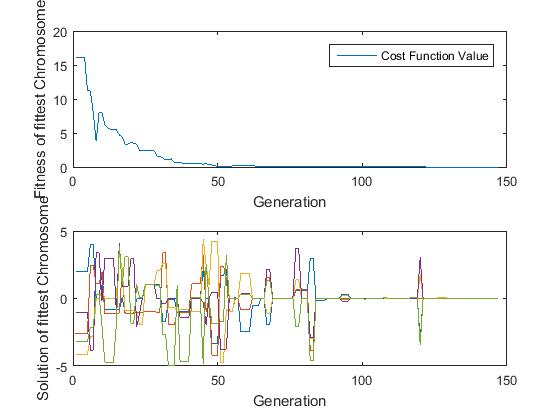 Fitness of fittest Chromosome
20
15
10
5
0
Cost Function Value
0 50 100 150
Generation
Solution of fittest Chromosome
5
0
-5
0 50 100 150
Generation